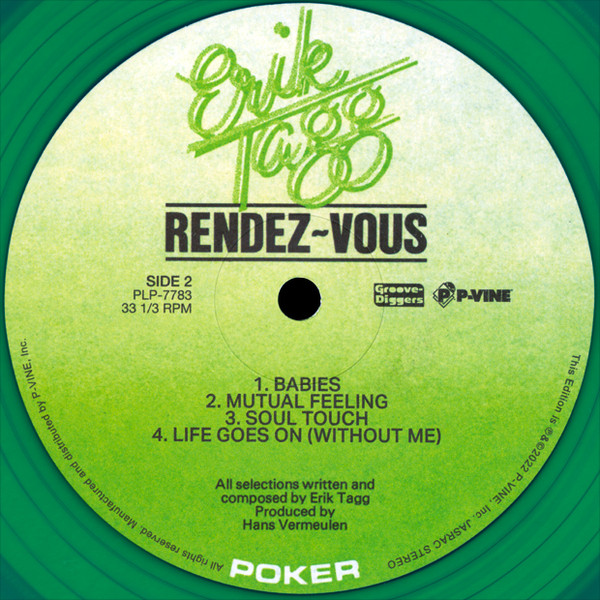 Erik
Tagg
RENDEZ~VOUS
SIDE 2
PLP-7783
33 1/3 RPM
Groove-
Diggers
P P-VINE
1. BABIES
2. MUTUAL FEELING
3. SOUL TOUCH
4. LIFE GOES ON (WITHOUT ME)
All selections written and
composed by Erik Tagg
Produced by
Hans Vermeulen
All rights reserved. Manufactured and distributed by P-VINE, Inc.
This Edition is ℗&©2022 P-VINE, Inc. JASRAC STEREO
POKER